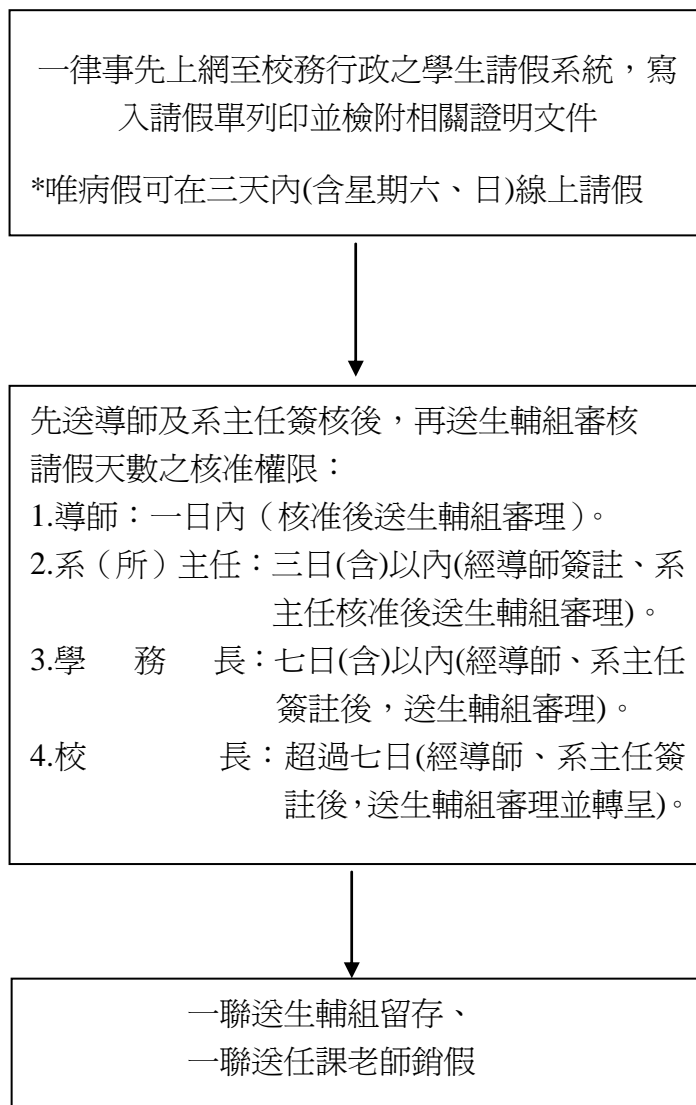 一律事先上網至校務行政之學生請假系統，寫
入請假單列印並檢附相關證明文件
*唯病假可在三天內(含星期六、日)線上請假
先送導師及系主任簽核後，再送生輔組審核
請假天數之核准權限：
1.導師：一日內（核准後送生輔組審理）。
2.系（所）主任：三日(含)以內(經導師簽註、系
主任核准後送生輔組審理)。
3.學　務　長：七日(含)以內(經導師、系主任
簽註後，送生輔組審理)。
4.校　　　長：超過七日(經導師、系主任簽
註後，送生輔組審理並轉呈)。
一聯送生輔組留存、
一聯送任課老師銷假